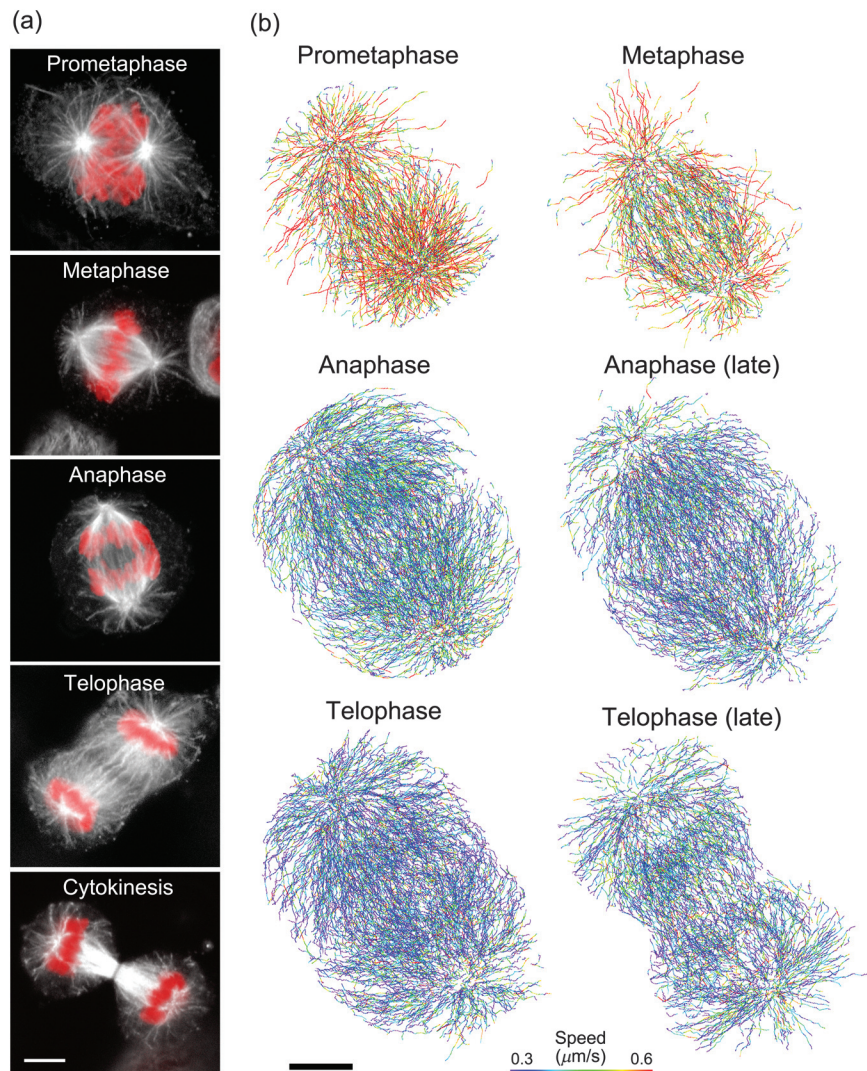 (a)
Prometaphase
Metaphase
Anaphase
Telophase
Cytokinesis
(b)
Prometaphase
Metaphase
Anaphase
Anaphase (late)
Telophase
Telophase (late)
Speed
(μm/s)
0.3
0.6